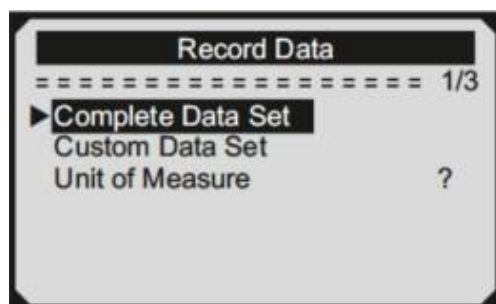 Record Data
= = = = = = = = = = = = = = = = = = 1/3
Complete Data Set
Custom Data Set
Unit of Measure ?